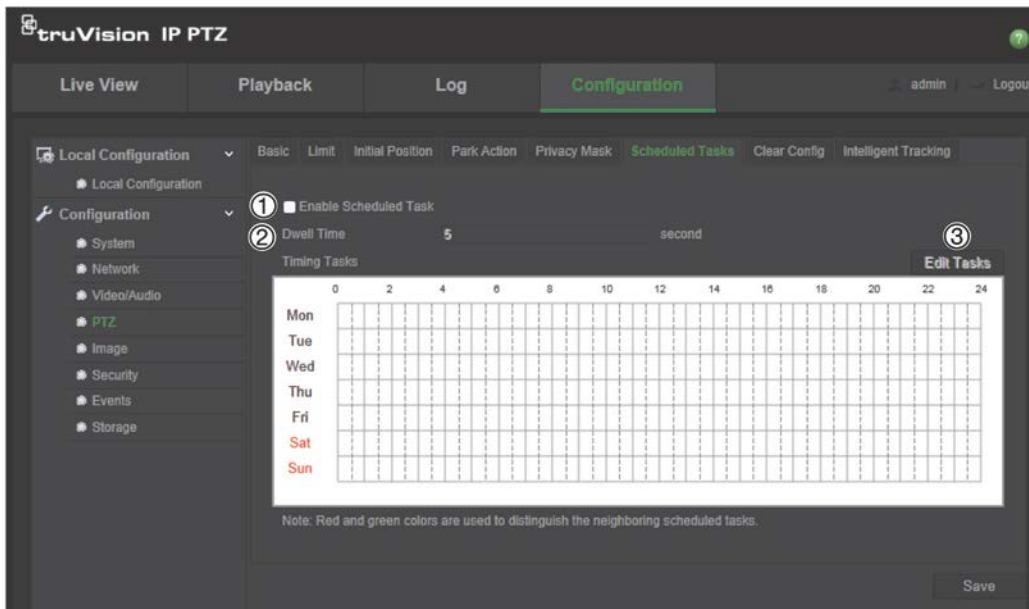 truVision IP PTZ
?
Live View Playback Log Configuration admin Logou
Local Configuration
Local Configuration
Configuration
System
Network
Video/Audio
PTZ
Image
Security
Events
Storage
Basic Limit Initial Position Park Action Privacy Mask Scheduled Tasks Clear Config Intelligent Tracking
① Enable Scheduled Task
② Dwell Time 5 second
③
Timing Tasks Edit Tasks
0 2 4 6 8 10 12 14 16 18 20 22 24
Mon
Tue
Wed
Thu
Fri
Sat
Sun
Note: Red and green colors are used to distinguish the neighboring scheduled tasks.
Save